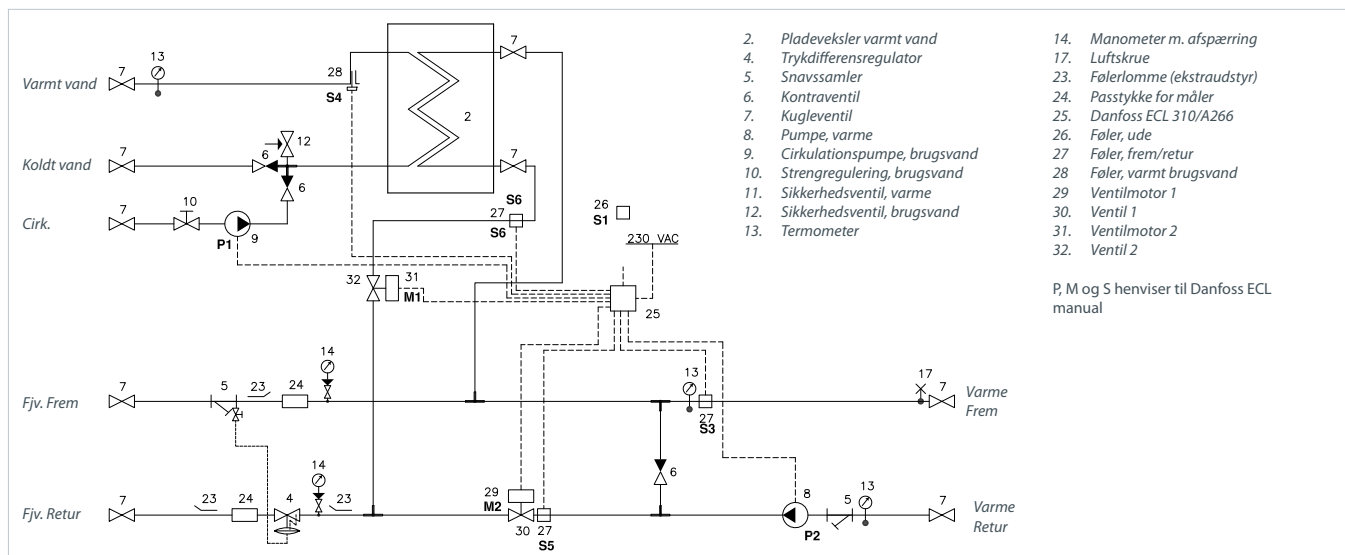 13
7
28
7
Varmt vand
S4
2
12
7
6
7
Koldt vand
6
S6
10
7
27
26
S6
S1
Cirk.
P1
9
230 VAC
32
31
M1
25
14
13
17
7
7
5
23
24
Varme
Fjv. Frem
Frem
27
S3
14
6
29
8
7
23
24
4
23
M2
5
13
7
Fjv. Retur
Varme
30
27
P2
Retur
S5
2. Pladeveksler varmt vand
4. Trykdifferensregulator
5. Snavssamler
6. Kontraventil
7. Kugleventil
8. Pumpe, varme
9. Cirkulationspumpe, brugsvand
10. Strengregulering, brugsvand
11. Sikkerhedsventil, varme
12. Sikkerhedsventil, brugsvand
13. Termometer
14. Manometer m. afspærring
17. Luftskrue
23. Følerlomme (ekstraudstyr)
24. Passtykke for måler
25. Danfoss ECL 310/A266
26. Føler, ude
27 Føler, frem/retur
28 Føler, varmt brugsvand
29 Ventilmotor 1
30. Ventil 1
31. Ventilmotor 2
32. Ventil 2
P, M og S henviser til Danfoss ECL
manual